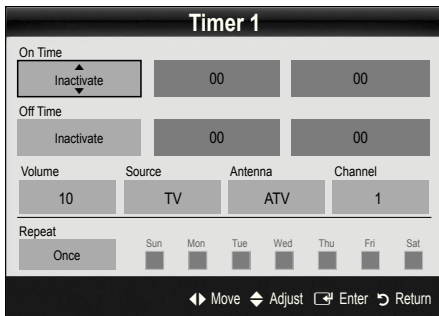 Timer 1
On Time
Inactivate 00 00
Off Time
Inactivate 00 00
Volume Source Antenna Channel
10 TV ATV 1
Repeat
Once Sun Mon Tue Wed Thu Fri Sat
Move Adjust Enter Return